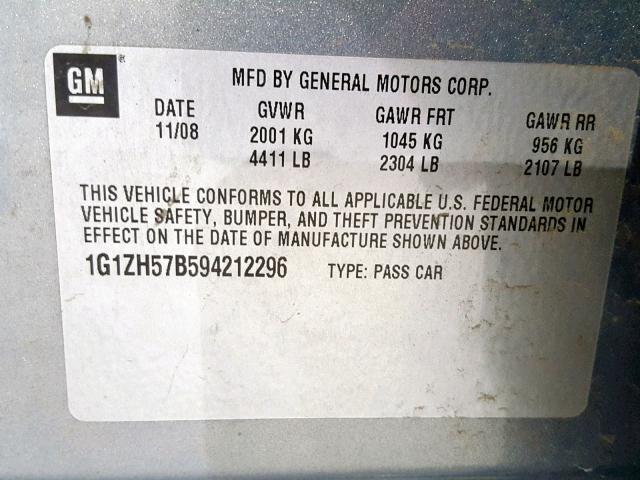 GM
MFD BY GENERAL MOTORS CORP.
DATE GVWR GAWR FRT GAWR RR
11/08 2001 KG 1045 KG 956 KG
4411 LB 2304 LB 2107 LB
THIS VEHICLE CONFORMS TO ALL APPLICABLE U.S. FEDERAL MOTOR
VEHICLE SAFETY, BUMPER, AND THEFT PREVENTION STANDARDS IN
EFFECT ON THE DATE OF MANUFACTURE SHOWN ABOVE.
1G1ZH57B594212296 TYPE: PASS CAR